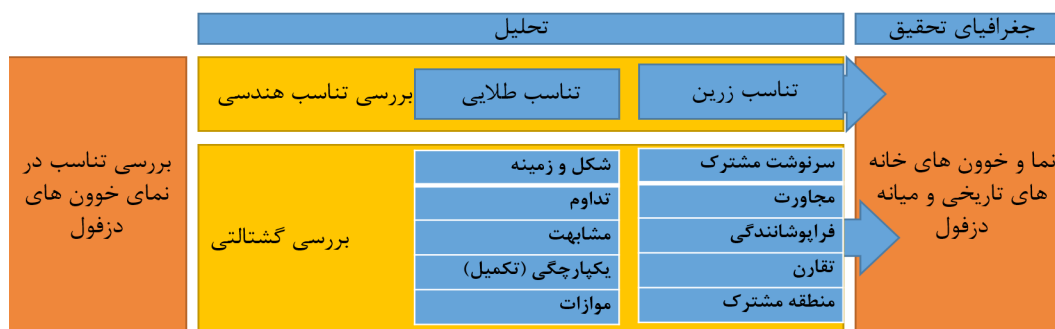 جغرافیای تحقیق
تحلیل
نما و خوون های خانه
های تاریخی و میانه
دزفول
تناسب زرین
تناسب طلایی
بررسی تناسب هندسی
سرنوشت مشترک
مجاورت
فراپوشانندگی
تقارن
منطقه مشترک
شکل و زمینه
تداوم
مشابهت
یکپارچگی (تکمیل)
موازات
بررسی گشتالتی
بررسی تناسب در
نمای خوون های
دزفول